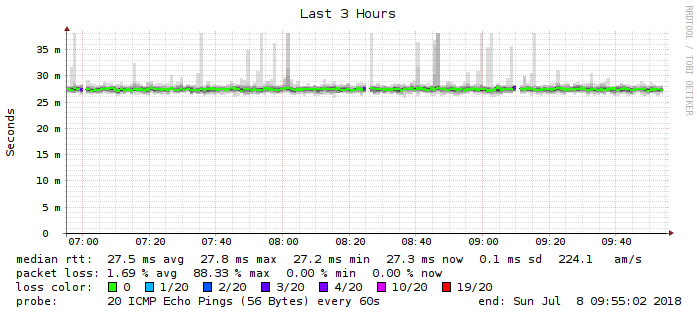 Last 3 Hours
RRDTOOL / TOBI OETIKER
Seconds
35 m
30 m
25 m
20 m
15 m
10 m
5 m
0
07:00 07:20 07:40 08:00 08:20 08:40 09:00 09:20 09:40
median rtt: 27.5 ms avg 27.8 ms max 27.2 ms min 27.3 ms now 0.1 ms sd 224.1 am/s
packet loss: 1.69 % avg 88.33 % max 0.00 % min 0.00 % now
loss color: 0 1/20 2/20 3/20 4/20 10/20 19/20
probe: 20 ICMP Echo Pings (56 Bytes) every 60s end: Sun Jul 8 09:55:02 2018